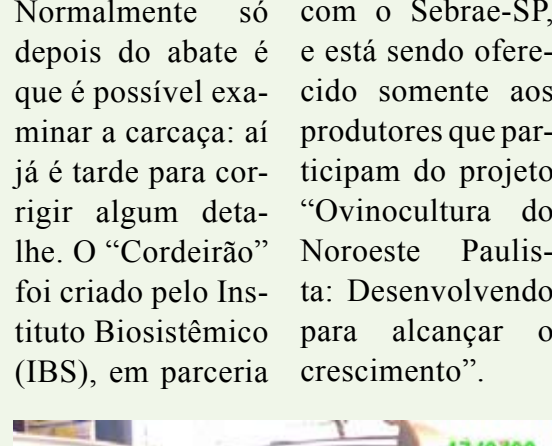 Normalmente só
depois do abate é
que é possível exa-
minar a carcaça: aí
já é tarde para cor-
rigir algum deta-
lhe. O “Cordeirão”
foi criado pelo Ins-
tituto Biosistêmico
(IBS), em parceria
com o Sebrae-SP,
e está sendo ofere-
cido somente aos
produtores que par-
ticipam do projeto
“Ovinocultura do
Noroeste Paulis-
ta: Desenvolvendo
para alcançar o
crescimento”.